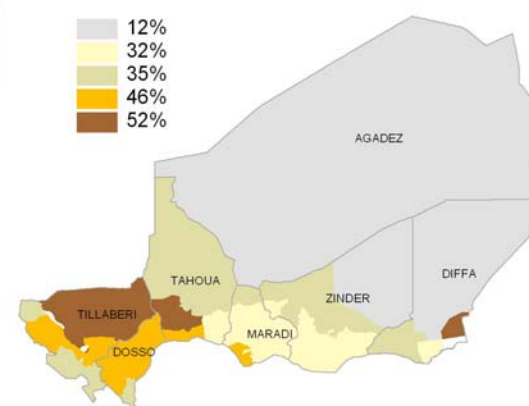 12%
32%
35%
46%
52%
AGADEZ
DIFFA
TAHOUA
ZINDER
TILLABERI
MARADI
DOSSO